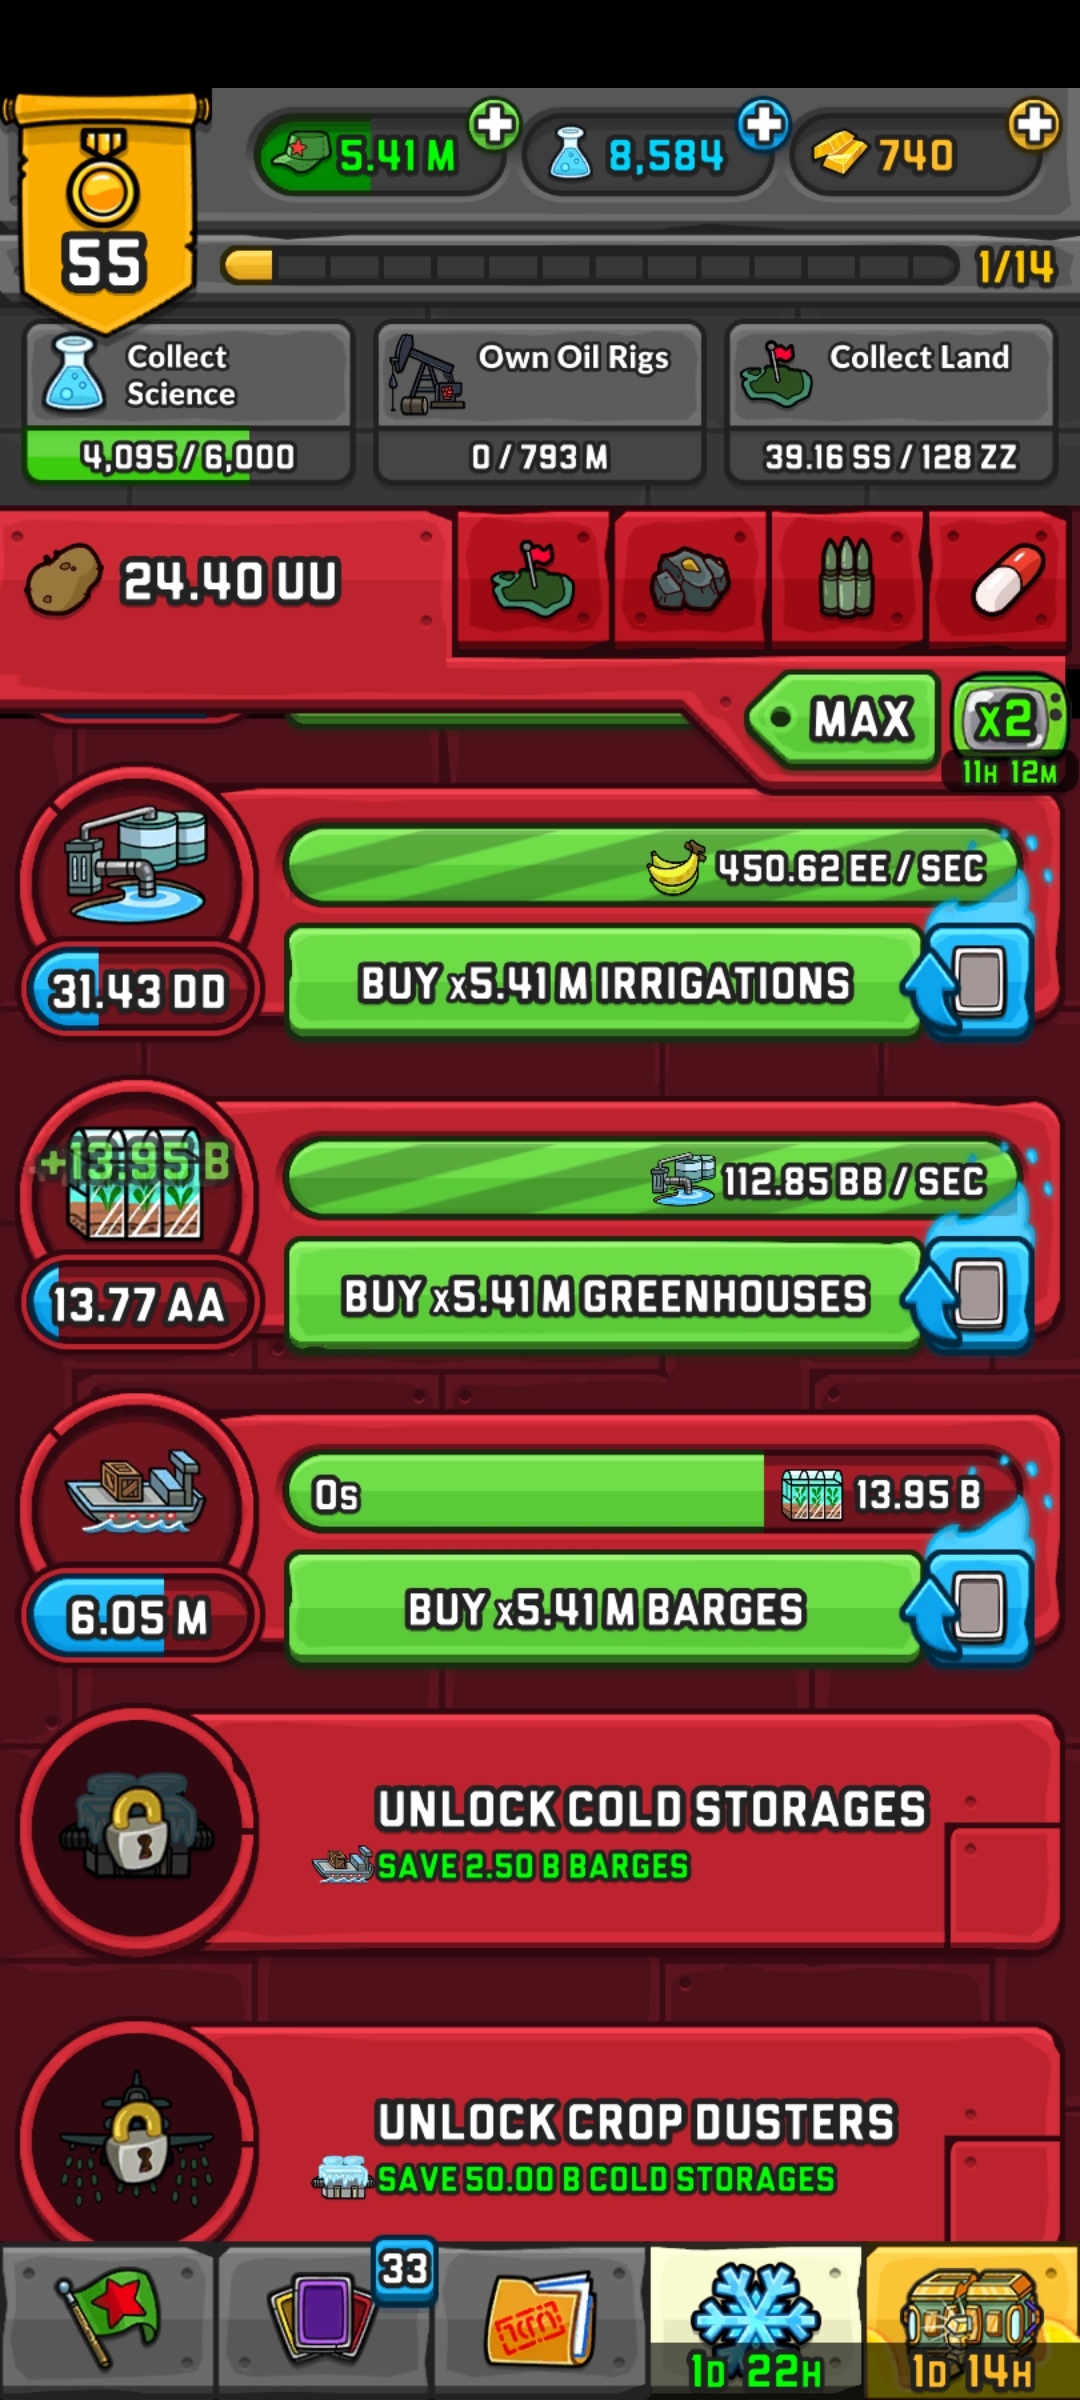 5.41 M
8,584
740
55
1/14
Collect
Science
4,095/6,000
Own Oil Rigs
0/793 M
Collect Land
39.16 SS/128 ZZ
24.40 UU
MAX
x2
11H 12M
450.62 EE/SEC
31.43 DD
BUY x5.41 M IRRIGATIONS
+13.95 B
112.85 BB/SEC
13.77 AA
BUY x5.41 M GREENHOUSES
0s
13.95 B
6.05 M
BUY x5.41 M BARGES
UNLOCK COLD STORAGES
SAVE 2.50 B BARGES
UNLOCK CROP DUSTERS
SAVE 50.00 B COLD STORAGES
33
1D 22H
1D 14H